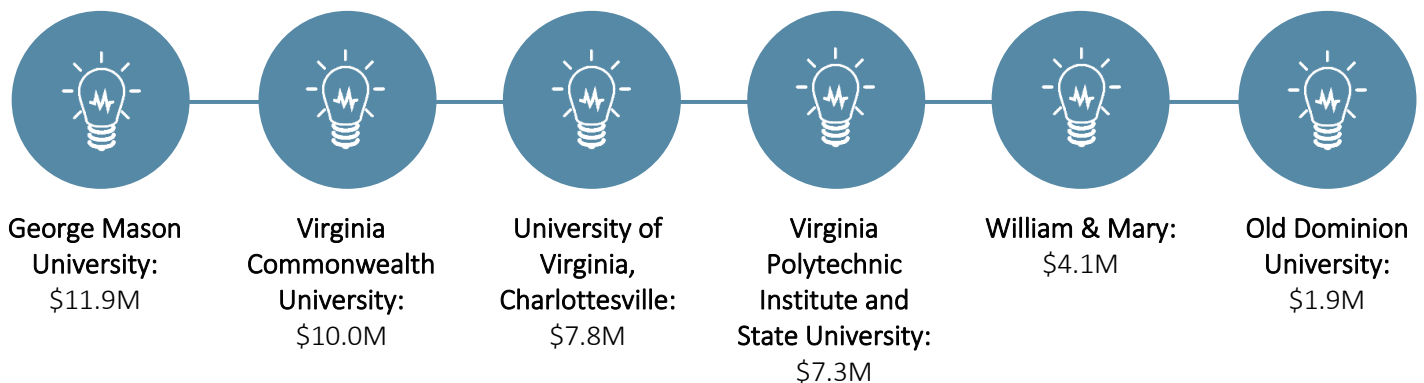 George Mason
University:
$11.9M
Virginia
Commonwealth
University:
$10.0M
University of
Virginia,
Charlottesville:
$7.8M
Virginia
Polytechnic
Institute and
State University:
$7.3M
William & Mary:
$4.1M
Old Dominion
University:
$1.9M